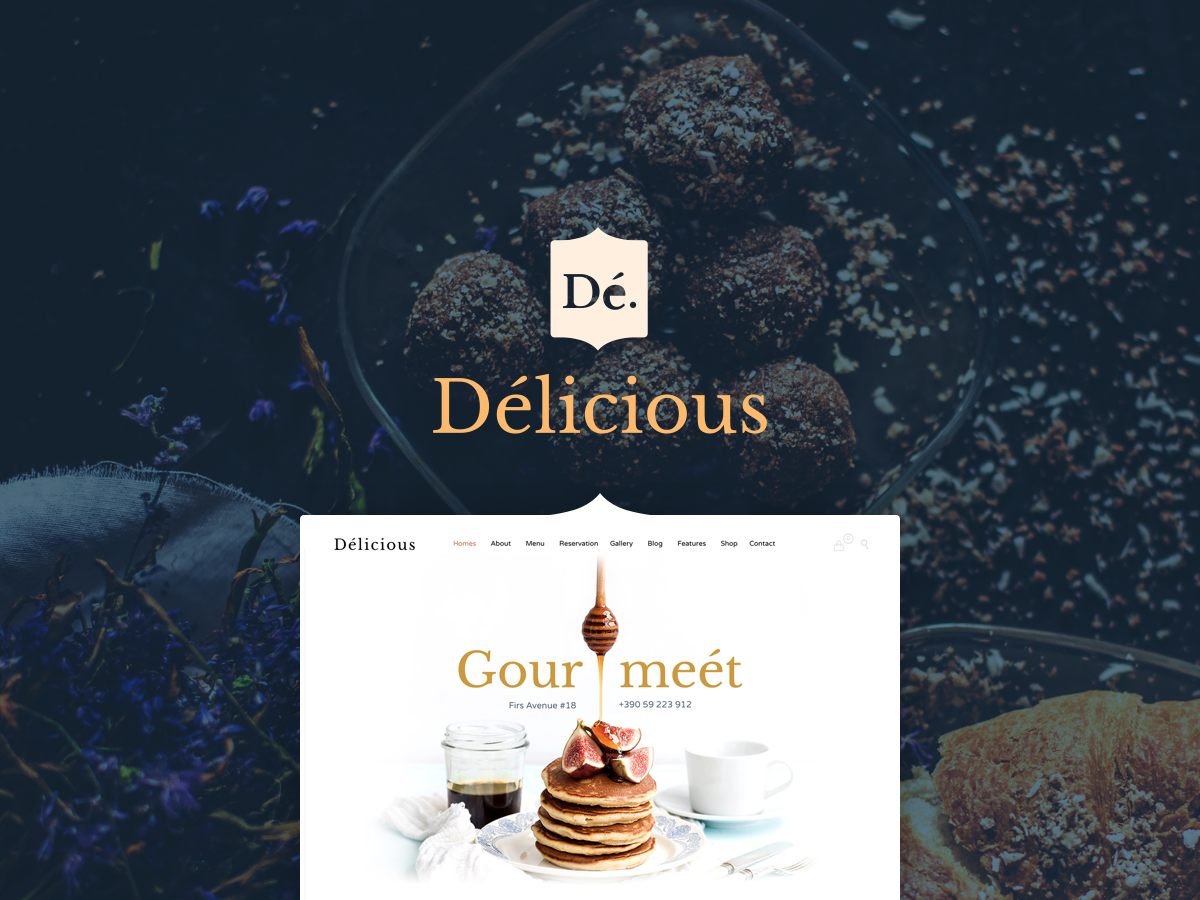 Dé.
Délicious
Délicious Homes About Menu Reservation Gallery Blog Features Shop Contact 0
Gour meét
Firs Avenue #18 +390 59 223 912